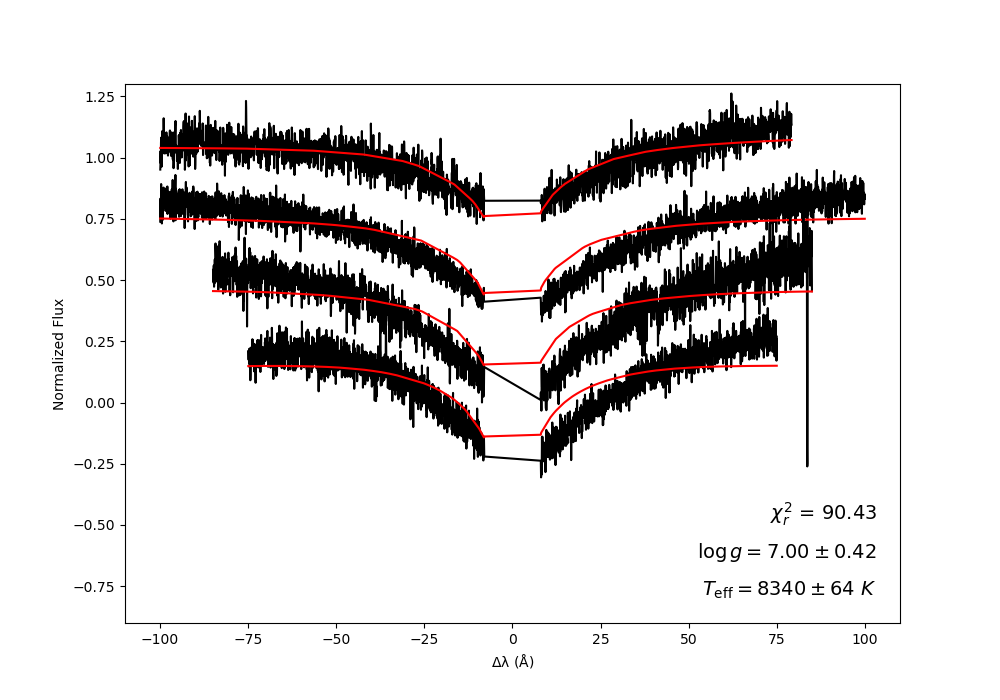 1.25
1.00
0.75
0.50
0.25
0.00
−0.25
−0.50
−0.75
Normalized Flux
χ²ᵣ = 90.43
log g = 7.00 ± 0.42
T_eff = 8340 ± 64 K
−100 −75 −50 −25 0 25 50 75 100
Δλ (Å)